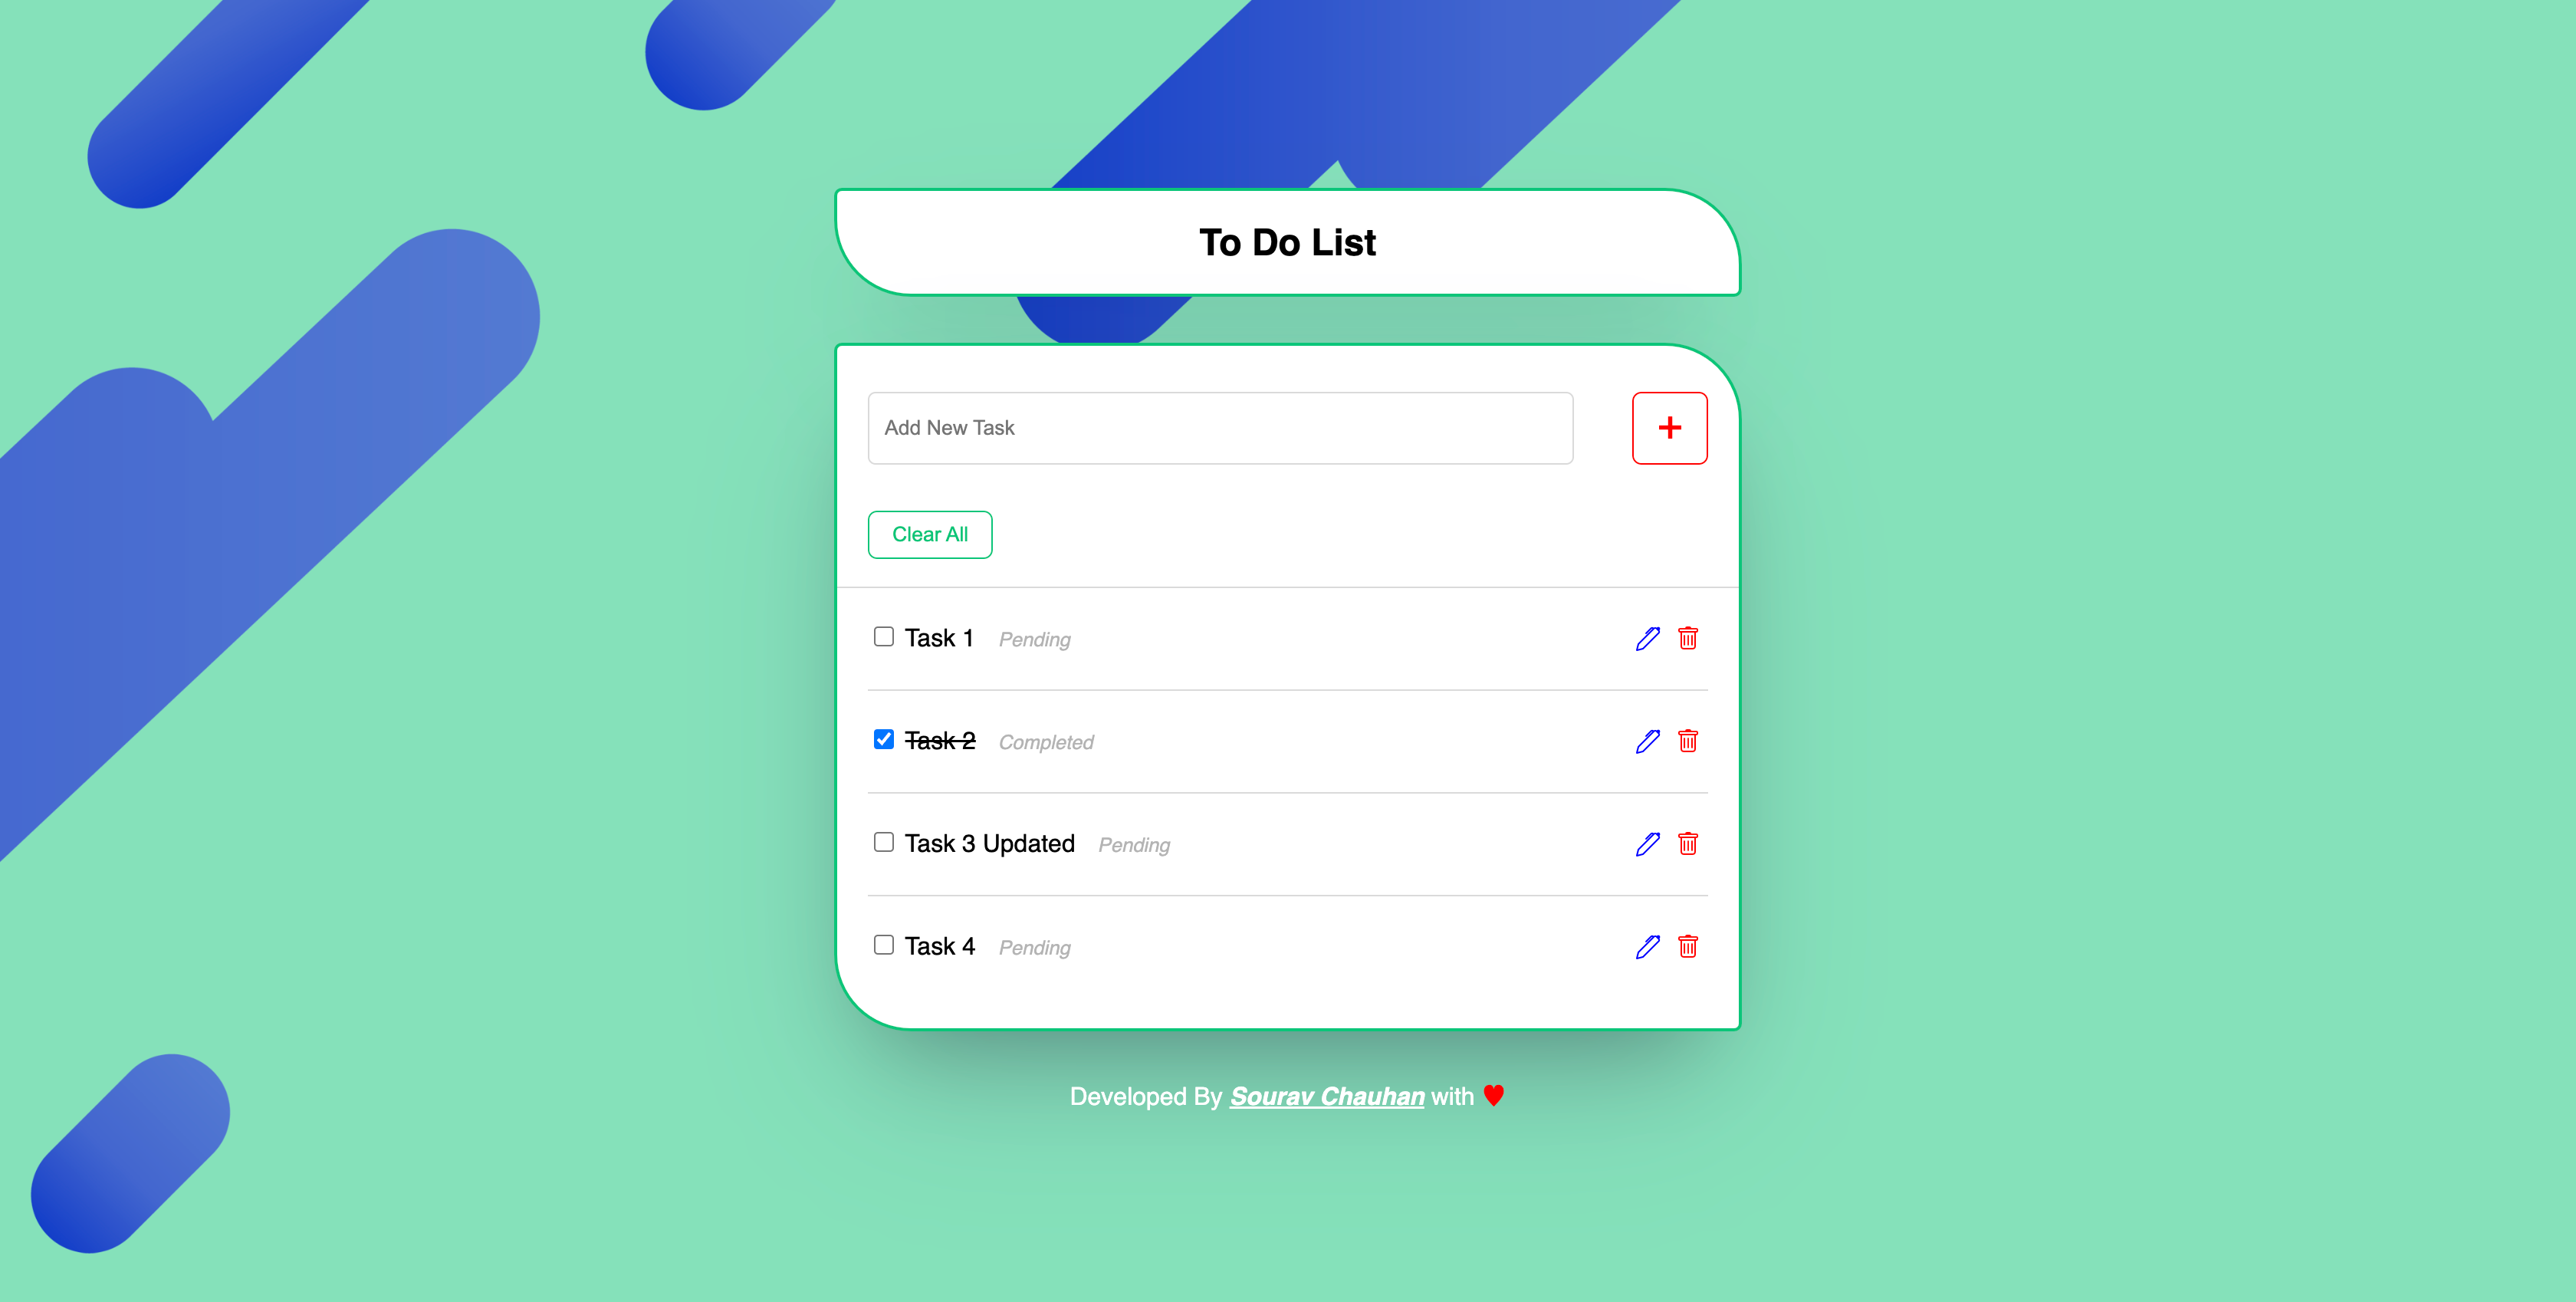 To Do List
Add New Task
+
Clear All
Task 1 Pending
Task 2 Completed
Task 3 Updated Pending
Task 4 Pending
Developed By Sourav Chauhan with ♥